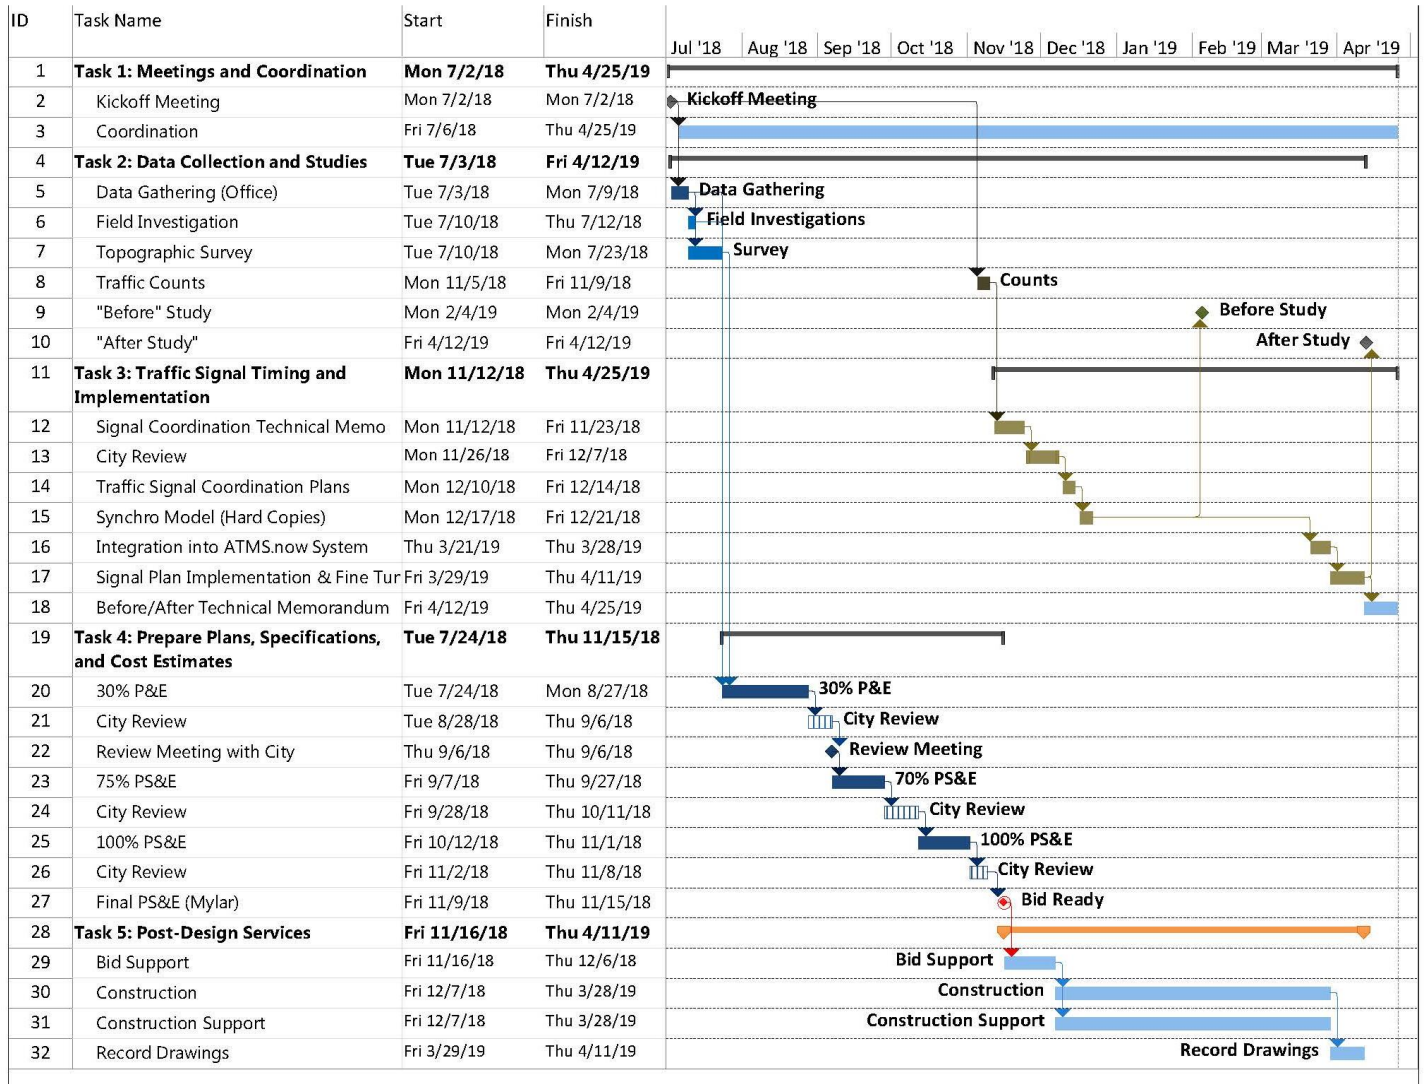 ID Task Name Start Finish
Jul '18 Aug '18 Sep '18 Oct '18 Nov '18 Dec '18 Jan '19 Feb '19 Mar '19 Apr '19
1 Task 1: Meetings and Coordination Mon 7/2/18 Thu 4/25/19
2 Kickoff Meeting Mon 7/2/18 Mon 7/2/18 Kickoff Meeting
3 Coordination Fri 7/6/18 Thu 4/25/19
4 Task 2: Data Collection and Studies Tue 7/3/18 Fri 4/12/19
5 Data Gathering (Office) Tue 7/3/18 Mon 7/9/18 Data Gathering
6 Field Investigation Tue 7/10/18 Thu 7/12/18 Field Investigations
7 Topographic Survey Tue 7/10/18 Mon 7/23/18 Survey
8 Traffic Counts Mon 11/5/18 Fri 11/9/18 Counts
9 "Before" Study Mon 2/4/19 Mon 2/4/19 Before Study
10 "After Study" Fri 4/12/19 Fri 4/12/19 After Study
11 Task 3: Traffic Signal Timing and Mon 11/12/18 Thu 4/25/19
Implementation
12 Signal Coordination Technical Memo Mon 11/12/18 Fri 11/23/18
13 City Review Mon 11/26/18 Fri 12/7/18
14 Traffic Signal Coordination Plans Mon 12/10/18 Fri 12/14/18
15 Synchro Model (Hard Copies) Mon 12/17/18 Fri 12/21/18
16 Integration into ATMS.now System Thu 3/21/19 Thu 3/28/19
17 Signal Plan Implementation & Fine Tur Fri 3/29/19 Thu 4/11/19
18 Before/After Technical Memorandum Fri 4/12/19 Thu 4/25/19
19 Task 4: Prepare Plans, Specifications, Tue 7/24/18 Thu 11/15/18
and Cost Estimates
20 30% P&E Tue 7/24/18 Mon 8/27/18 30% P&E
21 City Review Tue 8/28/18 Thu 9/6/18 City Review
22 Review Meeting with City Thu 9/6/18 Thu 9/6/18 Review Meeting
23 75% PS&E Fri 9/7/18 Thu 9/27/18 70% PS&E
24 City Review Fri 9/28/18 Thu 10/11/18 City Review
25 100% PS&E Fri 10/12/18 Thu 11/1/18 100% PS&E
26 City Review Fri 11/2/18 Thu 11/8/18 City Review
27 Final PS&E (Mylar) Fri 11/9/18 Thu 11/15/18 Bid Ready
28 Task 5: Post-Design Services Fri 11/16/18 Thu 4/11/19
29 Bid Support Fri 11/16/18 Thu 12/6/18 Bid Support
30 Construction Fri 12/7/18 Thu 3/28/19 Construction
31 Construction Support Fri 12/7/18 Thu 3/28/19 Construction Support
32 Record Drawings Fri 3/29/19 Thu 4/11/19 Record Drawings